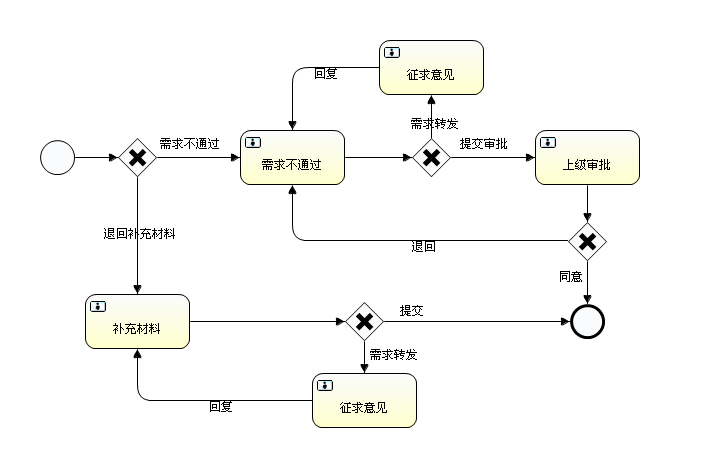 征求意见
回复
需求转发
需求不通过
提交审批
需求不通过
上级审批
退回补充材料
退回
同意
提交
补充材料
需求转发
回复
征求意见